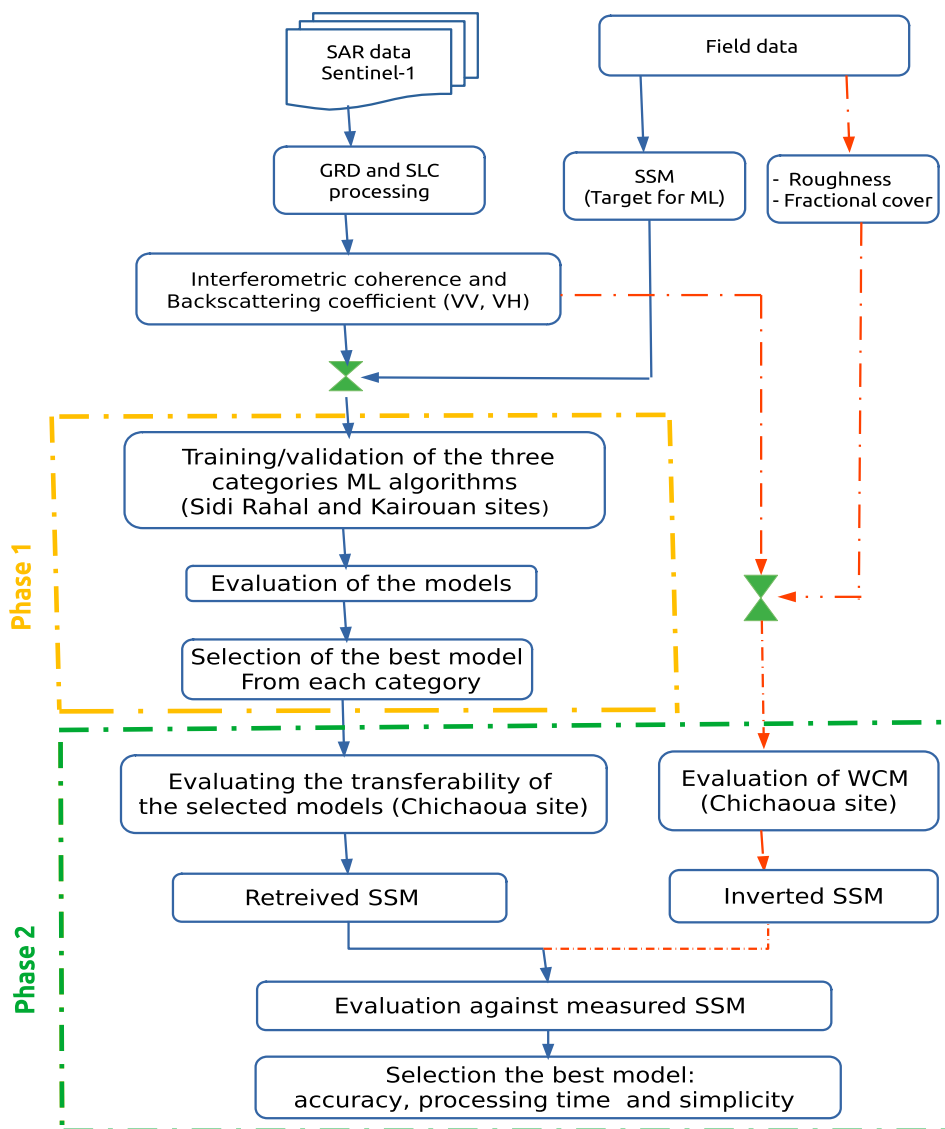 SAR data
Sentinel-1
Field data
GRD and SLC
processing
SSM
(Target for ML)
- Roughness
- Fractional cover
Interferometric coherence and
Backscattering coefficient (VV, VH)
Phase 1
Training/validation of the three
categories ML algorithms
(Sidi Rahal and Kairouan sites)
Evaluation of the models
Selection of the best model
From each category
Phase 2
Evaluating the transferability of
the selected models (Chichaoua site)
Evaluation of WCM
(Chichaoua site)
Retreived SSM
Inverted SSM
Evaluation against measured SSM
Selection the best model:
accuracy, processing time and simplicity